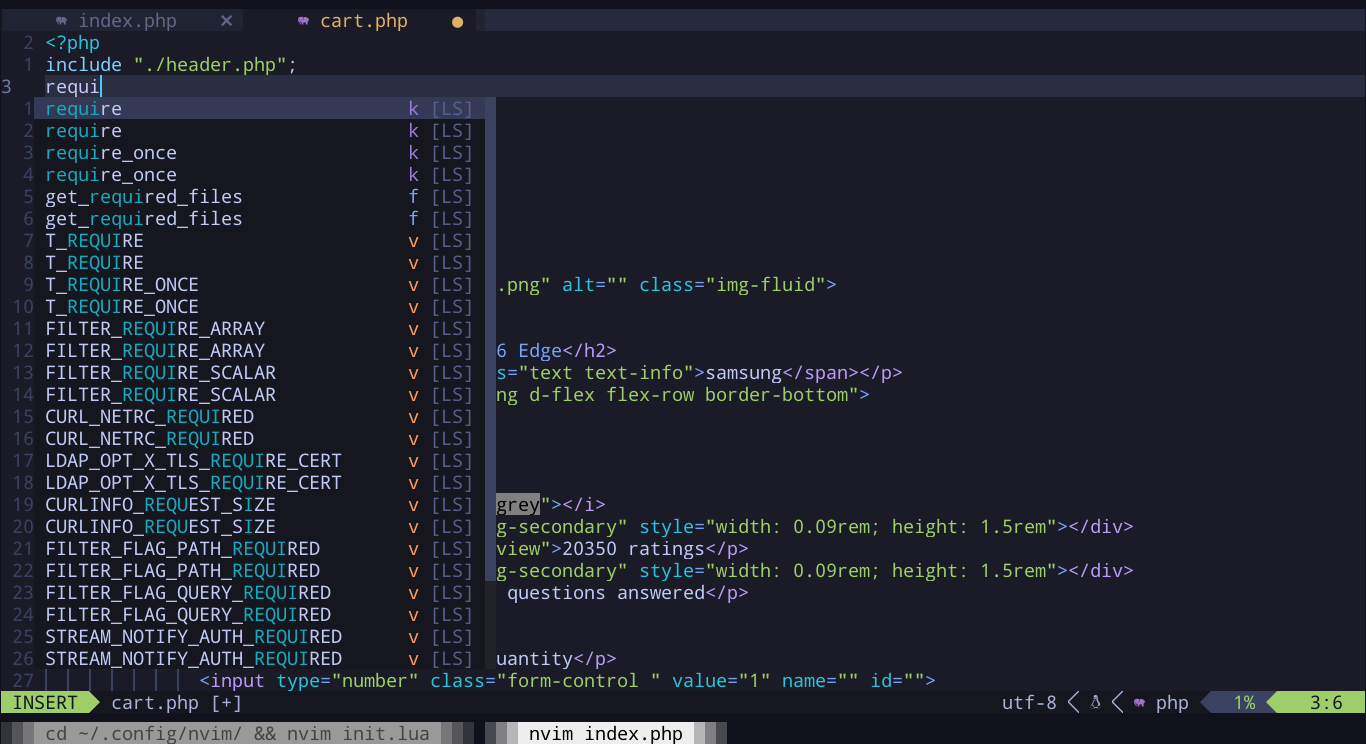 index.php ✕ cart.php ●
2 <?php
1 include "./header.php";
3 requi
1 require k [LS]
2 require k [LS]
3 require_once k [LS]
4 require_once k [LS]
5 get_required_files f [LS]
6 get_required_files f [LS]
7 T_REQUIRE v [LS]
8 T_REQUIRE v [LS]
9 T_REQUIRE_ONCE v [LS] .png" alt="" class="img-fluid">
10 T_REQUIRE_ONCE v [LS]
11 FILTER_REQUIRE_ARRAY v [LS]
12 FILTER_REQUIRE_ARRAY v [LS] 6 Edge</h2>
13 FILTER_REQUIRE_SCALAR v [LS] s="text text-info">samsung</span></p>
14 FILTER_REQUIRE_SCALAR v [LS] ng d-flex flex-row border-bottom">
15 CURL_NETRC_REQUIRED v [LS]
16 CURL_NETRC_REQUIRED v [LS]
17 LDAP_OPT_X_TLS_REQUIRE_CERT v [LS]
18 LDAP_OPT_X_TLS_REQUIRE_CERT v [LS]
19 CURLINFO_REQUEST_SIZE v [LS] grey"></i>
20 CURLINFO_REQUEST_SIZE v [LS] g-secondary" style="width: 0.09rem; height: 1.5rem"></div>
21 FILTER_FLAG_PATH_REQUIRED v [LS] view">20350 ratings</p>
22 FILTER_FLAG_PATH_REQUIRED v [LS] g-secondary" style="width: 0.09rem; height: 1.5rem"></div>
23 FILTER_FLAG_QUERY_REQUIRED v [LS] questions answered</p>
24 FILTER_FLAG_QUERY_REQUIRED v [LS]
25 STREAM_NOTIFY_AUTH_REQUIRED v [LS]
26 STREAM_NOTIFY_AUTH_REQUIRED v [LS] uantity</p>
27 <input type="number" class="form-control " value="1" name="" id="">
INSERT cart.php [+] utf-8 php 1% 3:6
cd ~/.config/nvim/ && nvim init.lua nvim index.php